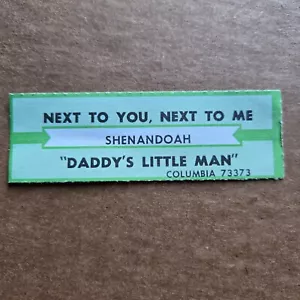 NEXT TO YOU, NEXT TO ME
SHENANDOAH
"DADDY'S LITTLE MAN"
COLUMBIA 73373